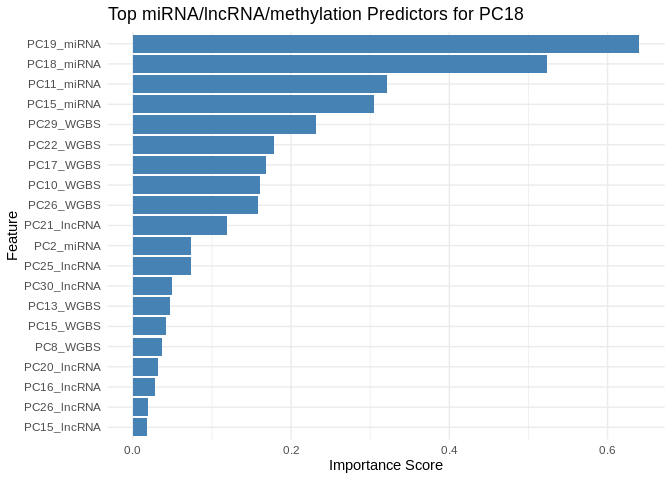 Top miRNA/lncRNA/methylation Predictors for PC18
Feature
PC19_miRNA
PC18_miRNA
PC11_miRNA
PC15_miRNA
PC29_WGBS
PC22_WGBS
PC17_WGBS
PC10_WGBS
PC26_WGBS
PC21_lncRNA
PC2_miRNA
PC25_lncRNA
PC30_lncRNA
PC13_WGBS
PC15_WGBS
PC8_WGBS
PC20_lncRNA
PC16_lncRNA
PC26_lncRNA
PC15_lncRNA
0.0 0.2 0.4 0.6
Importance Score